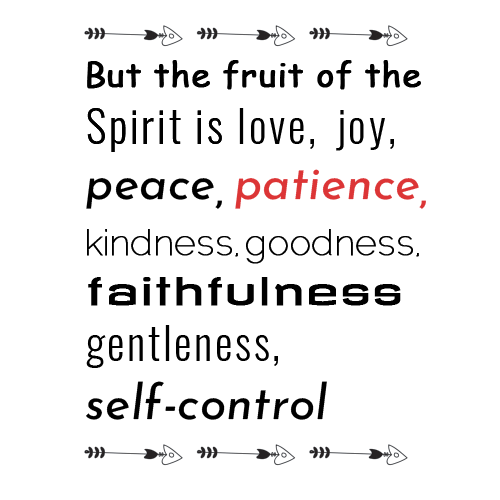 But the fruit of the
Spirit is love, joy,
peace, patience,
kindness, goodness,
faithfulness
gentleness,
self-control